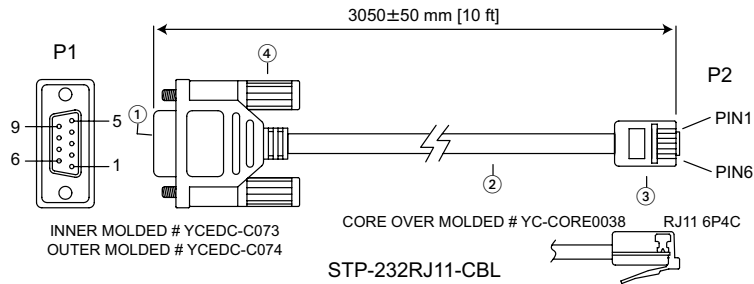 3050±50 mm [10 ft]
P1
④
P2
①
9
5
PIN1
6
1
PIN6
②
③
INNER MOLDED # YCEDC-C073
OUTER MOLDED # YCEDC-C074
CORE OVER MOLDED # YC-CORE0038
RJ11 6P4C
STP-232RJ11-CBL